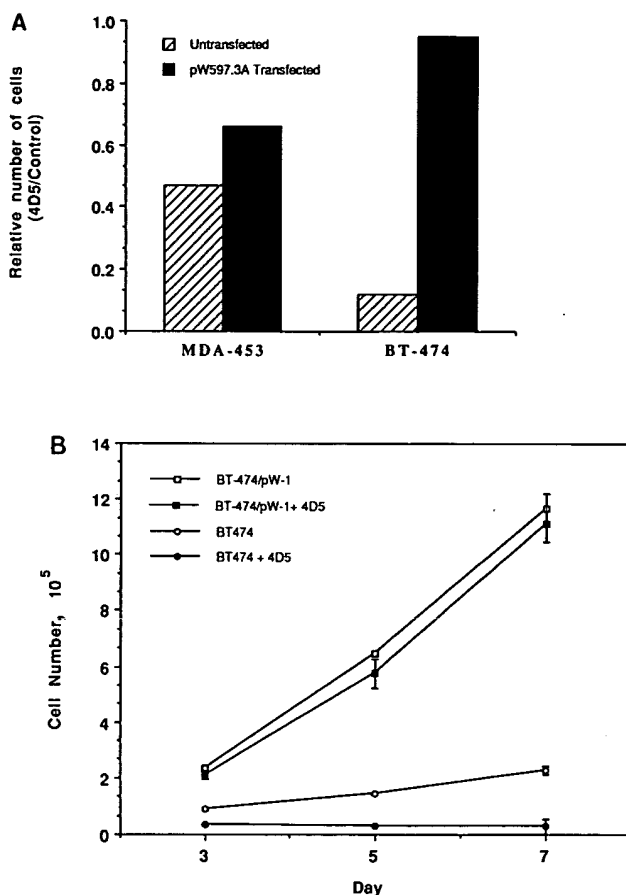 A
Relative number of cells
(4D5/Control)
1.0
0.8
0.6
0.4
0.2
0.0
Untransfected
pW597.3A Transfected
MDA-453
BT-474
B
Cell Number, 10^5
14
12
10
8
6
4
2
0
BT-474/pW-1
BT-474/pW-1+ 4D5
BT474
BT474 + 4D5
3
5
7
Day